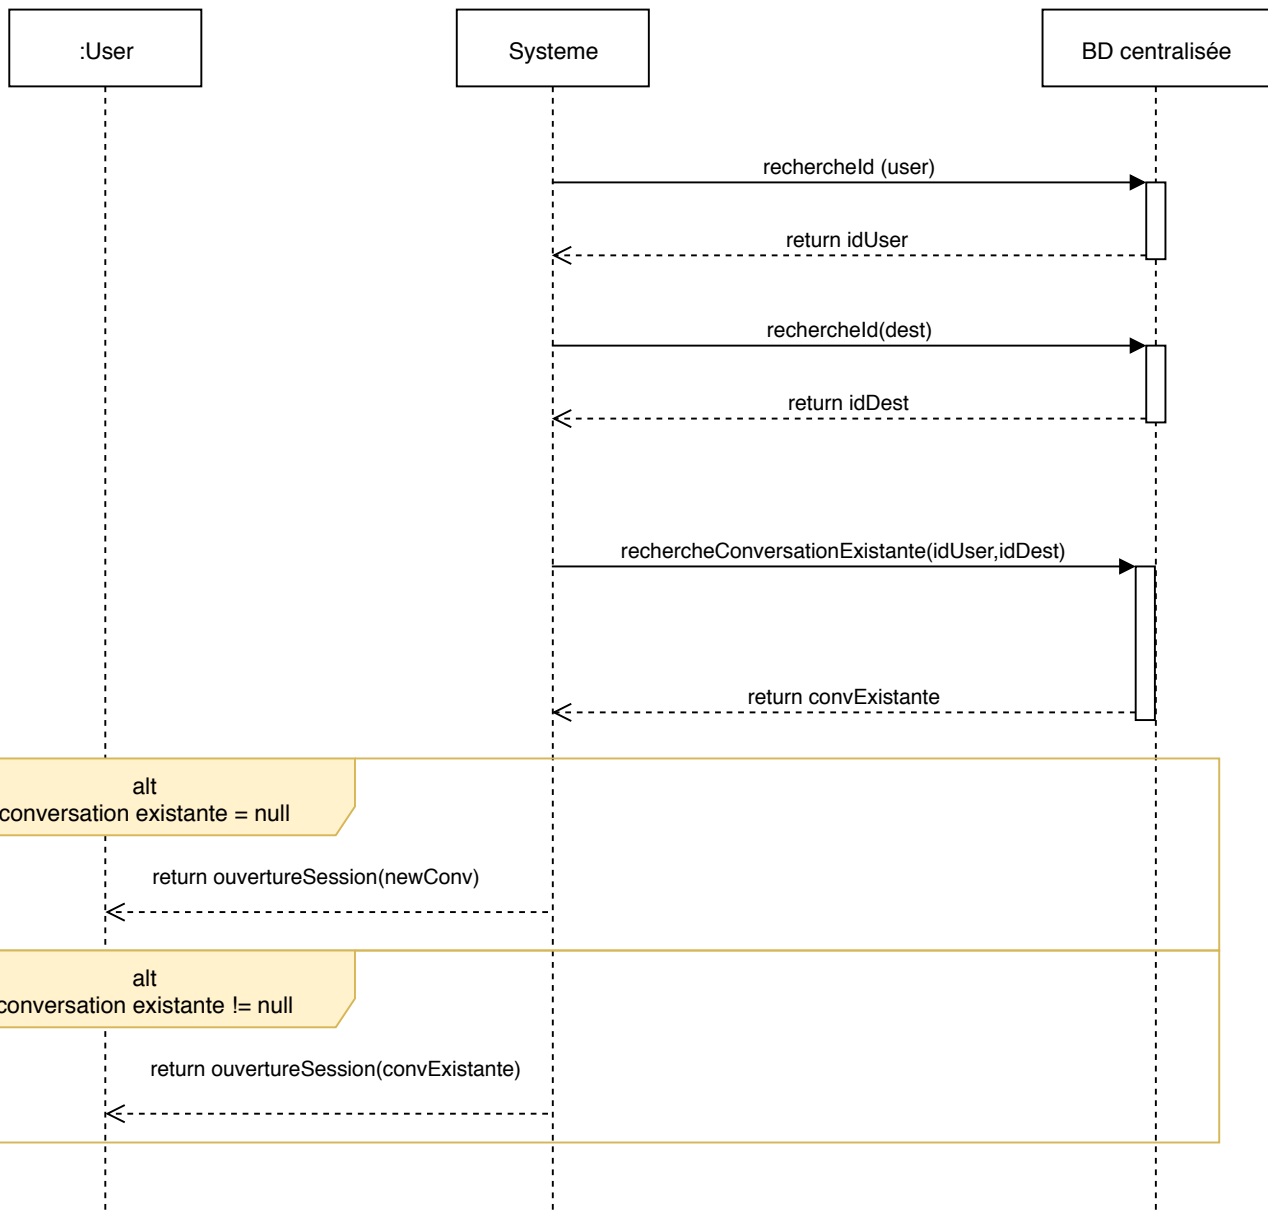 :User
Systeme
BD centralisée
rechercheId (user)
return idUser
rechercheId(dest)
return idDest
rechercheConversationExistante(idUser,idDest)
return convExistante
alt
conversation existante = null
return ouvertureSession(newConv)
alt
conversation existante != null
return ouvertureSession(convExistante)